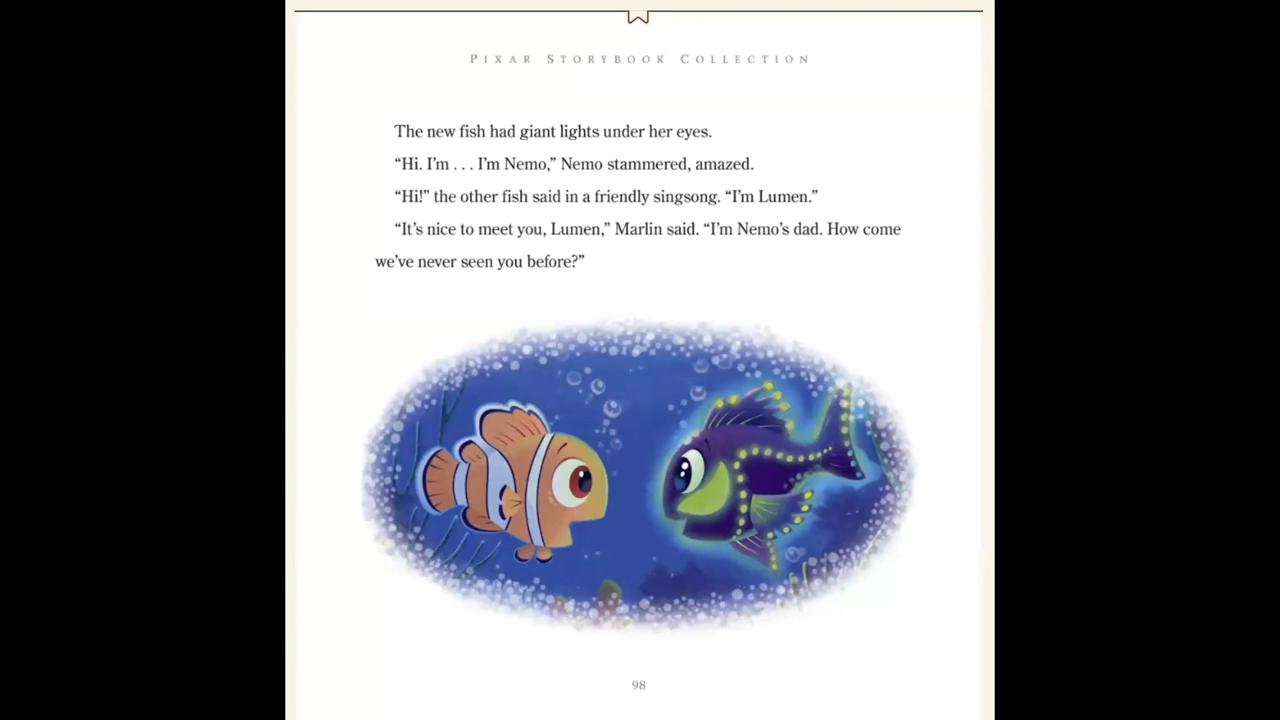 PIXAR STORYBOOK COLLECTION
The new fish had giant lights under her eyes.
“Hi. I’m . . . I’m Nemo,” Nemo stammered, amazed.
“Hi!” the other fish said in a friendly singsong. “I’m Lumen.”
“It’s nice to meet you, Lumen,” Marlin said. “I’m Nemo’s dad. How come
we’ve never seen you before?”
98